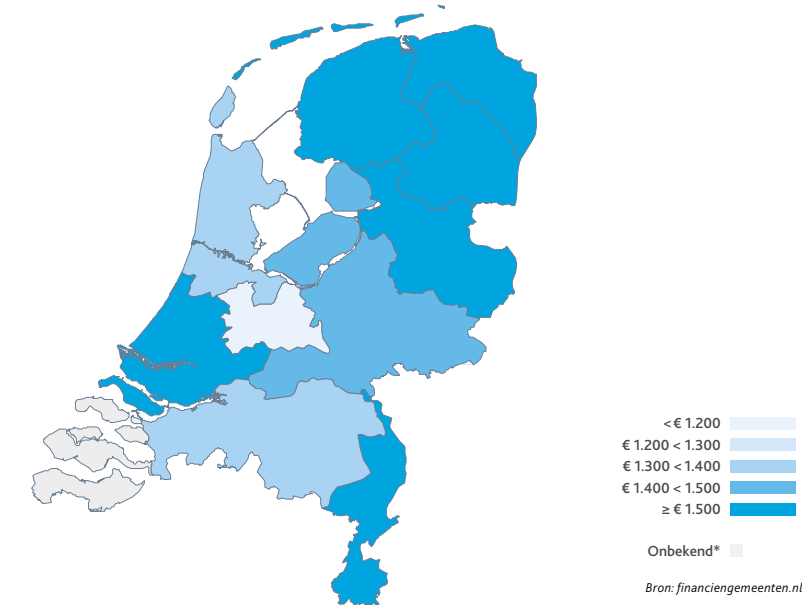 < € 1.200
€ 1.200 < 1.300
€ 1.300 < 1.400
€ 1.400 < 1.500
≥ € 1.500
Onbekend*
Bron: financiengemeenten.nl